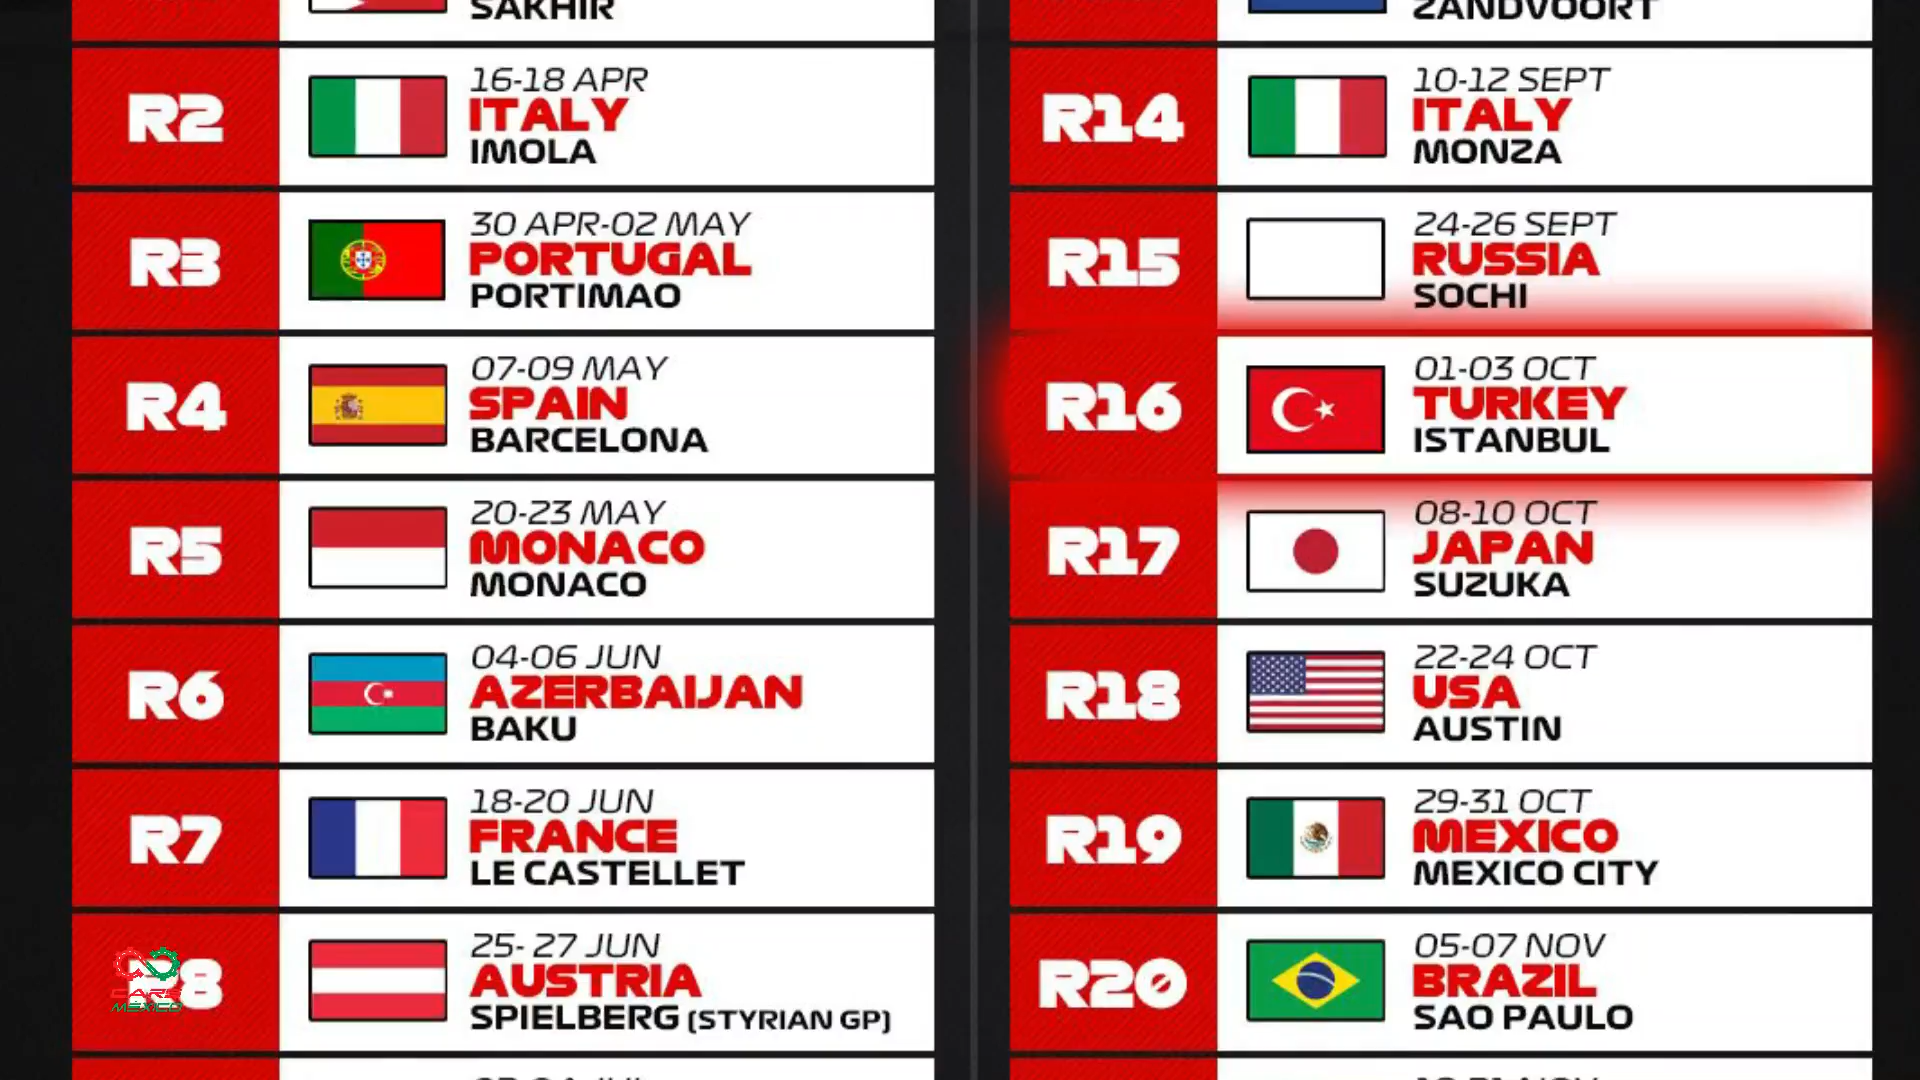 SAKHIR
R2
16-18 APR
ITALY
IMOLA
R3
30 APR-02 MAY
PORTUGAL
PORTIMAO
R4
07-09 MAY
SPAIN
BARCELONA
R5
20-23 MAY
MONACO
MONACO
R6
04-06 JUN
AZERBAIJAN
BAKU
R7
18-20 JUN
FRANCE
LE CASTELLET
R8
25- 27 JUN
AUSTRIA
SPIELBERG (STYRIAN GP)
CARS
MEXICO
ZANDVOORT
R14
10-12 SEPT
ITALY
MONZA
R15
24-26 SEPT
RUSSIA
SOCHI
R16
01-03 OCT
TURKEY
ISTANBUL
R17
08-10 OCT
JAPAN
SUZUKA
R18
22-24 OCT
USA
AUSTIN
R19
29-31 OCT
MEXICO
MEXICO CITY
R20
05-07 NOV
BRAZIL
SAO PAULO